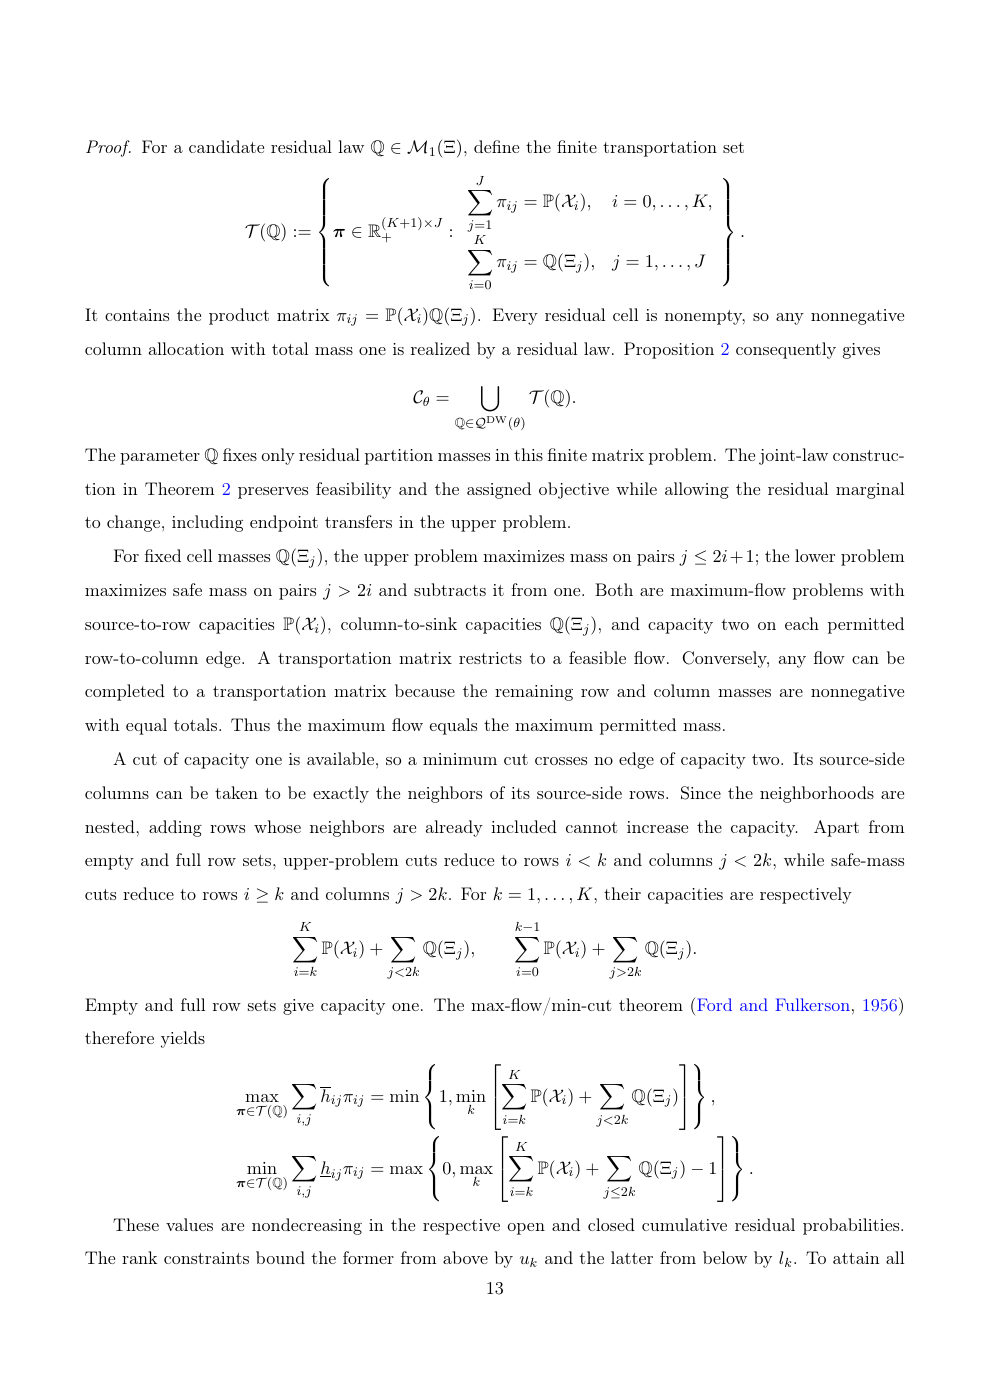 Proof. For a candidate residual law ℚ ∈ ℳ₁(Ξ), define the finite transportation set
𝒯(ℚ) := { π ∈ ℝ₊^{(K+1)×J} : ∑_{j=1}^{J} π_{ij} = ℙ(𝒳_i), i = 0, …, K,
∑_{i=0}^{K} π_{ij} = ℚ(Ξ_j), j = 1, …, J } .
It contains the product matrix π_{ij} = ℙ(𝒳_i)ℚ(Ξ_j). Every residual cell is nonempty, so any nonnegative
column allocation with total mass one is realized by a residual law. Proposition 2 consequently gives
𝒞_θ = ⋃_{ℚ∈𝒬^{DW}(θ)} 𝒯(ℚ).
The parameter ℚ fixes only residual partition masses in this finite matrix problem. The joint-law construc-
tion in Theorem 2 preserves feasibility and the assigned objective while allowing the residual marginal
to change, including endpoint transfers in the upper problem.
For fixed cell masses ℚ(Ξ_j), the upper problem maximizes mass on pairs j ≤ 2i+1; the lower problem
maximizes safe mass on pairs j > 2i and subtracts it from one. Both are maximum-flow problems with
source-to-row capacities ℙ(𝒳_i), column-to-sink capacities ℚ(Ξ_j), and capacity two on each permitted
row-to-column edge. A transportation matrix restricts to a feasible flow. Conversely, any flow can be
completed to a transportation matrix because the remaining row and column masses are nonnegative
with equal totals. Thus the maximum flow equals the maximum permitted mass.
A cut of capacity one is available, so a minimum cut crosses no edge of capacity two. Its source-side
columns can be taken to be exactly the neighbors of its source-side rows. Since the neighborhoods are
nested, adding rows whose neighbors are already included cannot increase the capacity. Apart from
empty and full row sets, upper-problem cuts reduce to rows i < k and columns j < 2k, while safe-mass
cuts reduce to rows i ≥ k and columns j > 2k. For k = 1, …, K, their capacities are respectively
∑_{i=k}^{K} ℙ(𝒳_i) + ∑_{j<2k} ℚ(Ξ_j), ∑_{i=0}^{k−1} ℙ(𝒳_i) + ∑_{j>2k} ℚ(Ξ_j).
Empty and full row sets give capacity one. The max-flow/min-cut theorem (Ford and Fulkerson, 1956)
therefore yields
max_{π∈𝒯(ℚ)} ∑_{i,j} h̅_{ij}π_{ij} = min { 1, min_k [ ∑_{i=k}^{K} ℙ(𝒳_i) + ∑_{j<2k} ℚ(Ξ_j) ] } ,
min_{π∈𝒯(ℚ)} ∑_{i,j} h̲_{ij}π_{ij} = max { 0, max_k [ ∑_{i=k}^{K} ℙ(𝒳_i) + ∑_{j≤2k} ℚ(Ξ_j) − 1 ] } .
These values are nondecreasing in the respective open and closed cumulative residual probabilities.
The rank constraints bound the former from above by u_k and the latter from below by l_k. To attain all
13